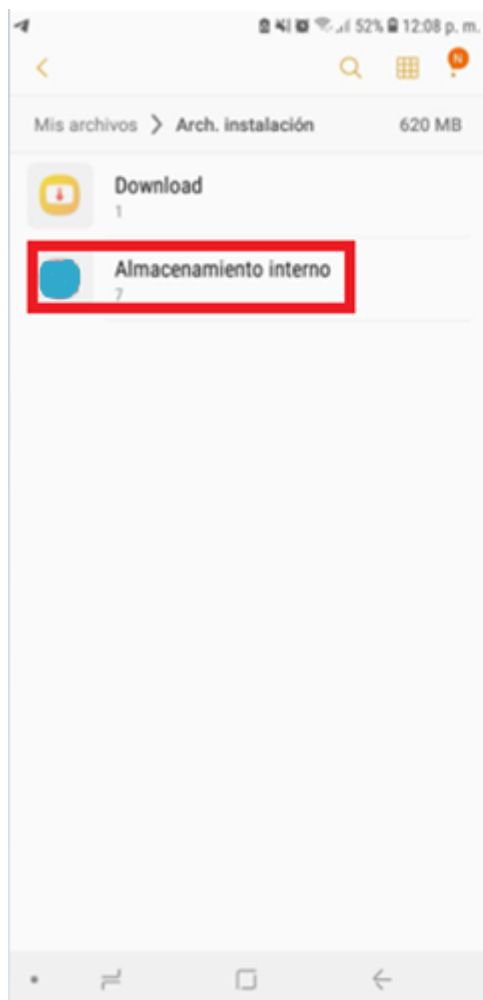 52% 12:08 p. m.
N
Mis archivos > Arch. instalación 620 MB
Download
1
Almacenamiento interno
7